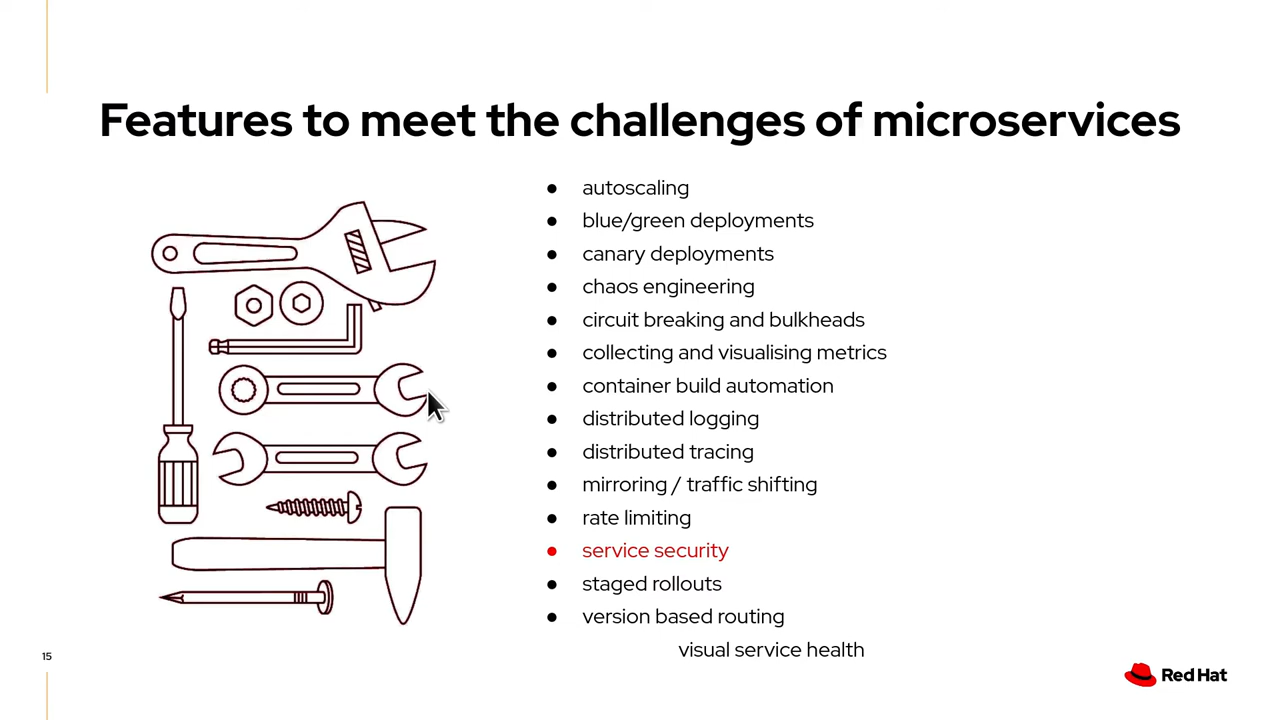 Features to meet the challenges of microservices
● autoscaling
● blue/green deployments
● canary deployments
● chaos engineering
● circuit breaking and bulkheads
● collecting and visualising metrics
● container build automation
● distributed logging
● distributed tracing
● mirroring / traffic shifting
● rate limiting
● service security
● staged rollouts
● version based routing
visual service health
15
Red Hat